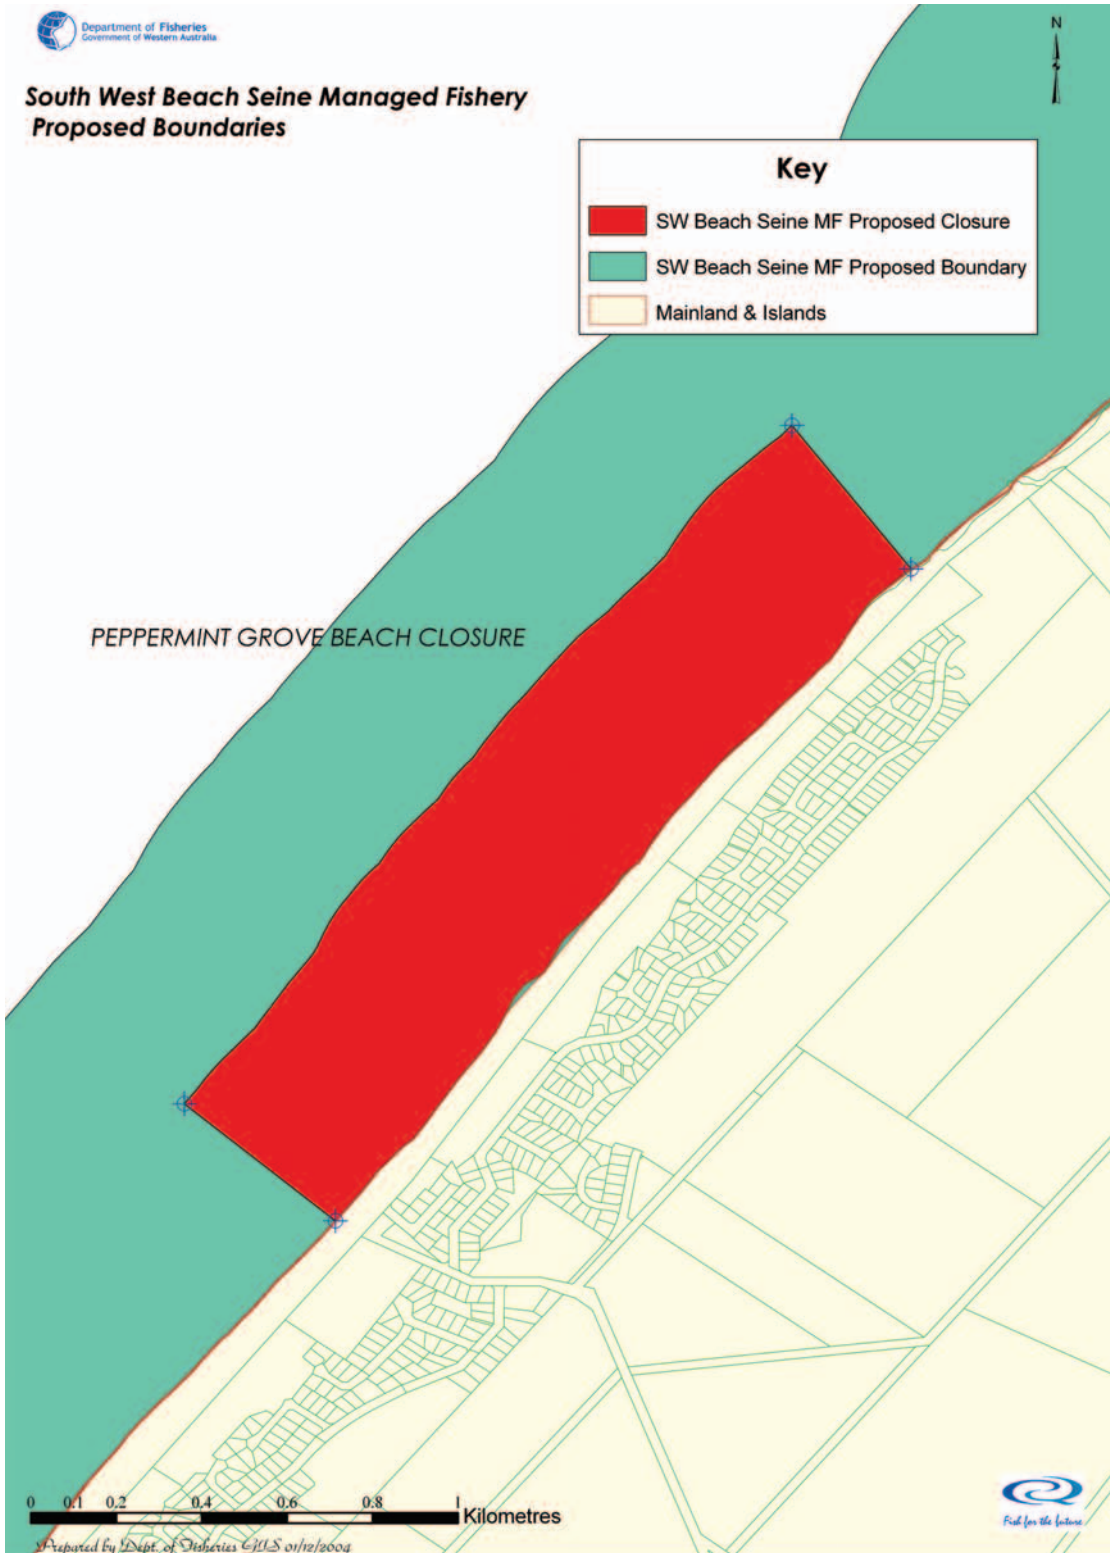 Department of Fisheries
Government of Western Australia
N
South West Beach Seine Managed Fishery
Proposed Boundaries
Key
SW Beach Seine MF Proposed Closure
SW Beach Seine MF Proposed Boundary
Mainland & Islands
PEPPERMINT GROVE BEACH CLOSURE
0 0.1 0.2 0.4 0.6 0.8 1
Kilometres
Prepared by Dept. of Fisheries GIS 01/12/2004
Fish for the future